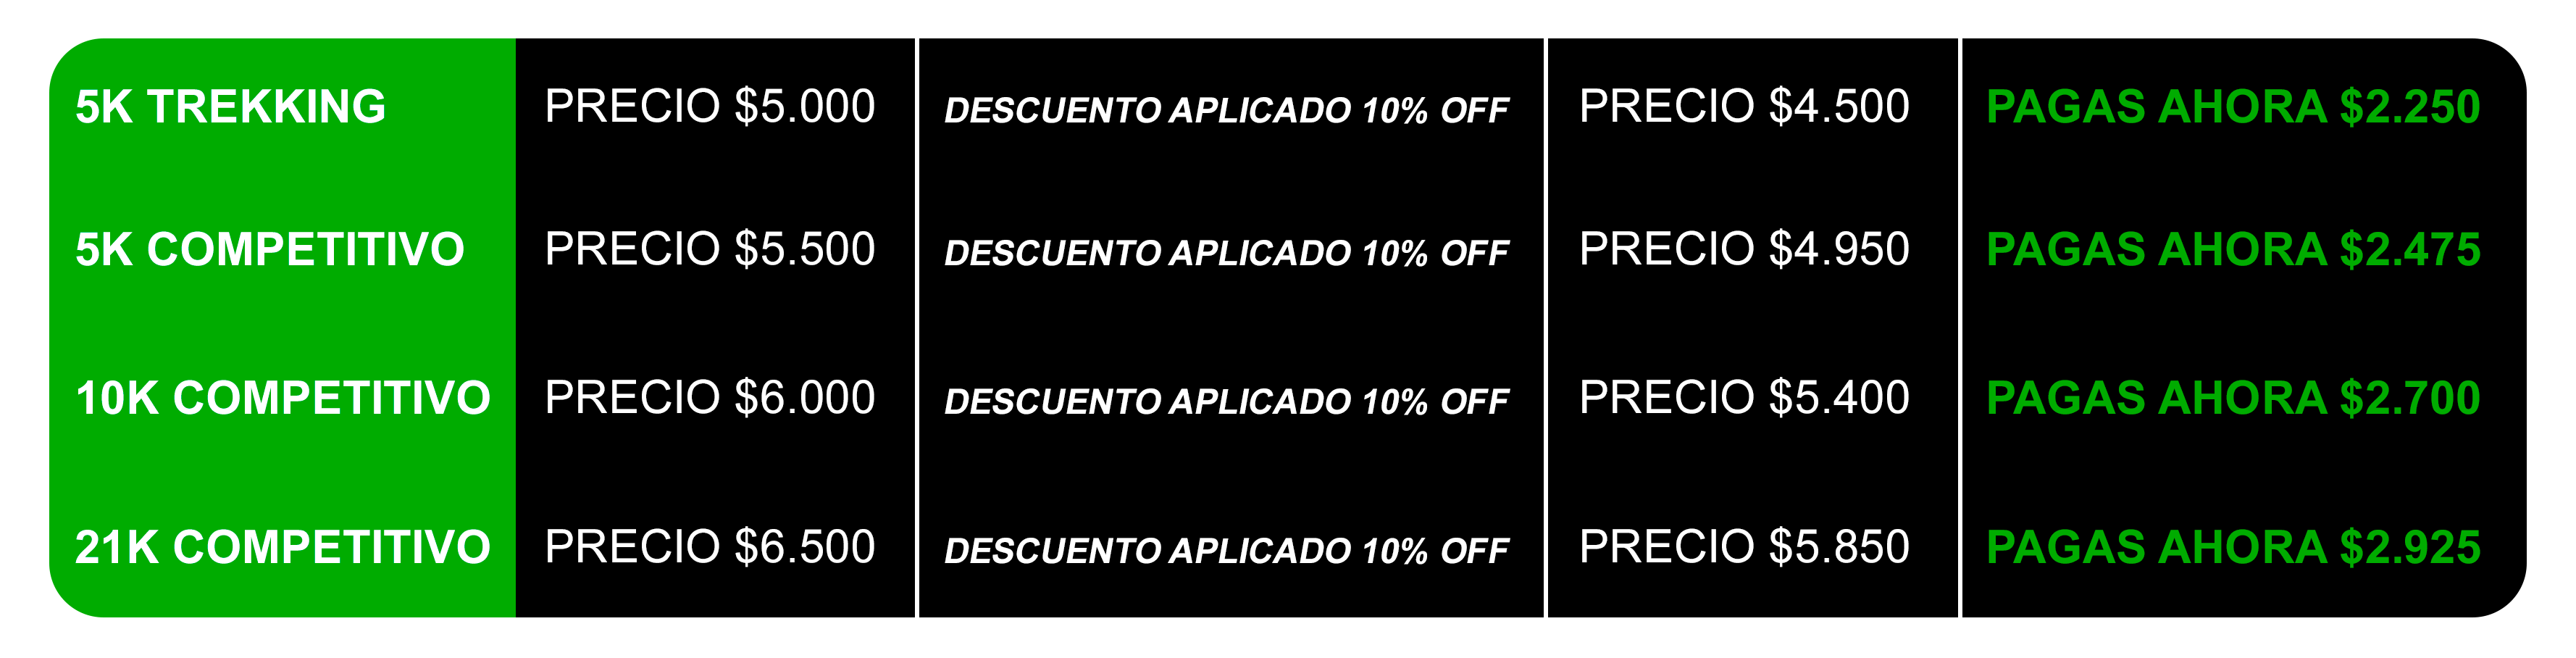 5K TREKKING PRECIO $5.000 DESCUENTO APLICADO 10% OFF PRECIO $4.500 PAGAS AHORA $2.250
5K COMPETITIVO PRECIO $5.500 DESCUENTO APLICADO 10% OFF PRECIO $4.950 PAGAS AHORA $2.475
10K COMPETITIVO PRECIO $6.000 DESCUENTO APLICADO 10% OFF PRECIO $5.400 PAGAS AHORA $2.700
21K COMPETITIVO PRECIO $6.500 DESCUENTO APLICADO 10% OFF PRECIO $5.850 PAGAS AHORA $2.925